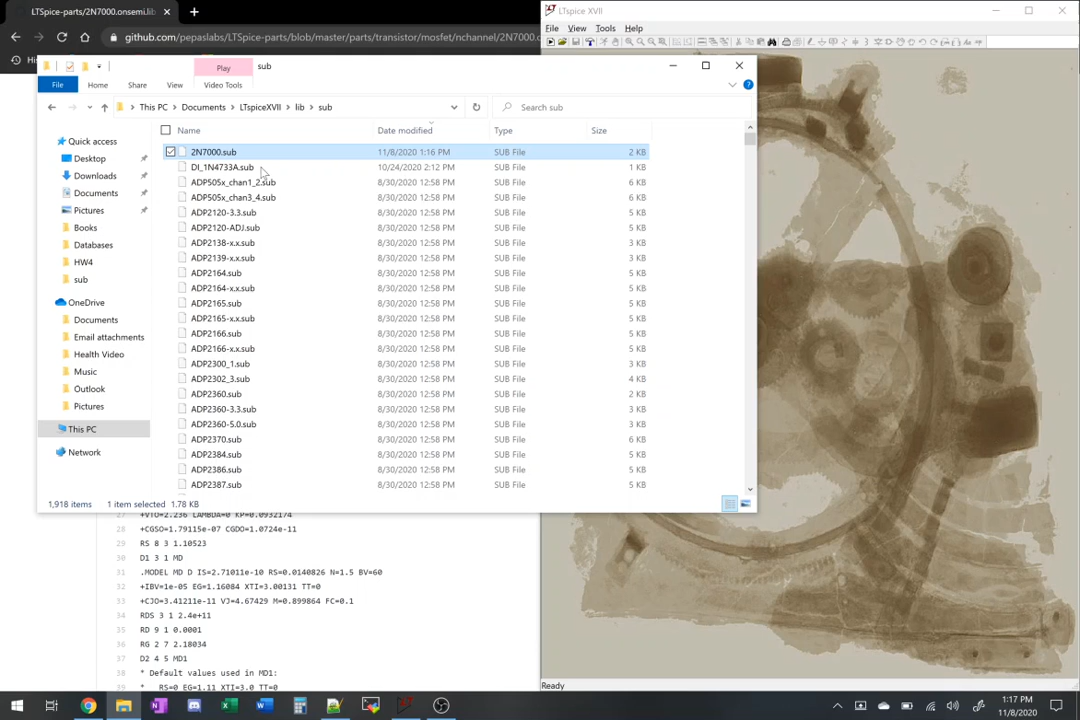 LTSpice-parts/2N7000.onsemi.lib
LTspice XVII
github.com/pepaslabs/LTSpice-parts/blob/master/parts/transistor/mosfet/nchannel/2N7000.o
File View Tools Help
Play sub
File Home Share View Video Tools
This PC > Documents > LTspiceXVII > lib > sub
Search sub
Name Date modified Type Size
Quick access
Desktop
Downloads
Documents
Pictures
Books
Databases
HW4
sub
OneDrive
Documents
Email attachments
Health Video
Music
Outlook
Pictures
This PC
Network
2N7000.sub 11/8/2020 1:16 PM SUB File 2 KB
DI_1N4733A.sub 10/24/2020 2:12 PM SUB File 1 KB
ADP505x_chan1_2.sub 8/30/2020 12:58 PM SUB File 6 KB
ADP505x_chan3_4.sub 8/30/2020 12:58 PM SUB File 6 KB
ADP2120-3.3.sub 8/30/2020 12:58 PM SUB File 5 KB
ADP2120-ADJ.sub 8/30/2020 12:58 PM SUB File 5 KB
ADP2138-x.x.sub 8/30/2020 12:58 PM SUB File 3 KB
ADP2139-x.x.sub 8/30/2020 12:58 PM SUB File 3 KB
ADP2164.sub 8/30/2020 12:58 PM SUB File 5 KB
ADP2164-x.x.sub 8/30/2020 12:58 PM SUB File 5 KB
ADP2165.sub 8/30/2020 12:58 PM SUB File 5 KB
ADP2165-x.x.sub 8/30/2020 12:58 PM SUB File 5 KB
ADP2166.sub 8/30/2020 12:58 PM SUB File 5 KB
ADP2166-x.x.sub 8/30/2020 12:58 PM SUB File 5 KB
ADP2300_1.sub 8/30/2020 12:58 PM SUB File 3 KB
ADP2302_3.sub 8/30/2020 12:58 PM SUB File 4 KB
ADP2360.sub 8/30/2020 12:58 PM SUB File 2 KB
ADP2360-3.3.sub 8/30/2020 12:58 PM SUB File 3 KB
ADP2360-5.0.sub 8/30/2020 12:58 PM SUB File 3 KB
ADP2370.sub 8/30/2020 12:58 PM SUB File 6 KB
ADP2384.sub 8/30/2020 12:58 PM SUB File 5 KB
ADP2386.sub 8/30/2020 12:58 PM SUB File 5 KB
ADP2387.sub 8/30/2020 12:58 PM SUB File 5 KB
1,918 items 1 item selected 1.78 KB
27 +VTO=2.236 LAMBDA=0 KP=0.0932174
28 +CGSO=1.79115e-07 CGDO=1.0724e-11
29 RS 8 3 1.10523
30 D1 3 1 MD
31 .MODEL MD D IS=2.71011e-10 RS=0.0140826 N=1.5 BV=60
32 +IBV=1e-05 EG=1.16084 XTI=3.00131 TT=0
33 +CJO=3.41211e-11 VJ=4.67429 M=0.899864 FC=0.1
34 RDS 3 1 2.4e+11
35 RD 9 1 0.0001
36 RG 2 7 2.18034
37 D2 4 5 MD1
38 * Default values used in MD1:
39 * RS=0 EG=1.11 XTI=3.0 TT=0
Ready
1:17 PM
11/8/2020